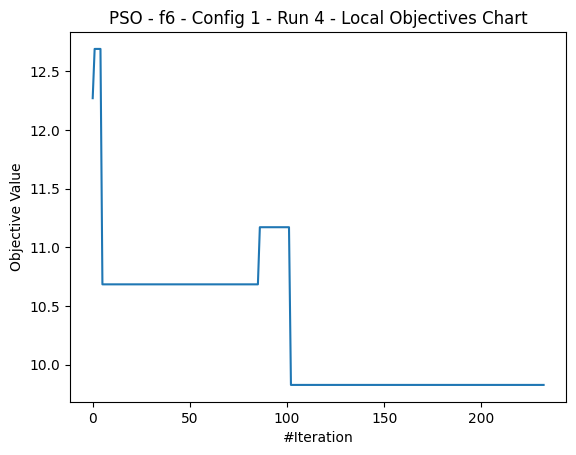 PSO - f6 - Config 1 - Run 4 - Local Objectives Chart
12.5
12.0
11.5
11.0
10.5
10.0
Objective Value
0 50 100 150 200
#Iteration